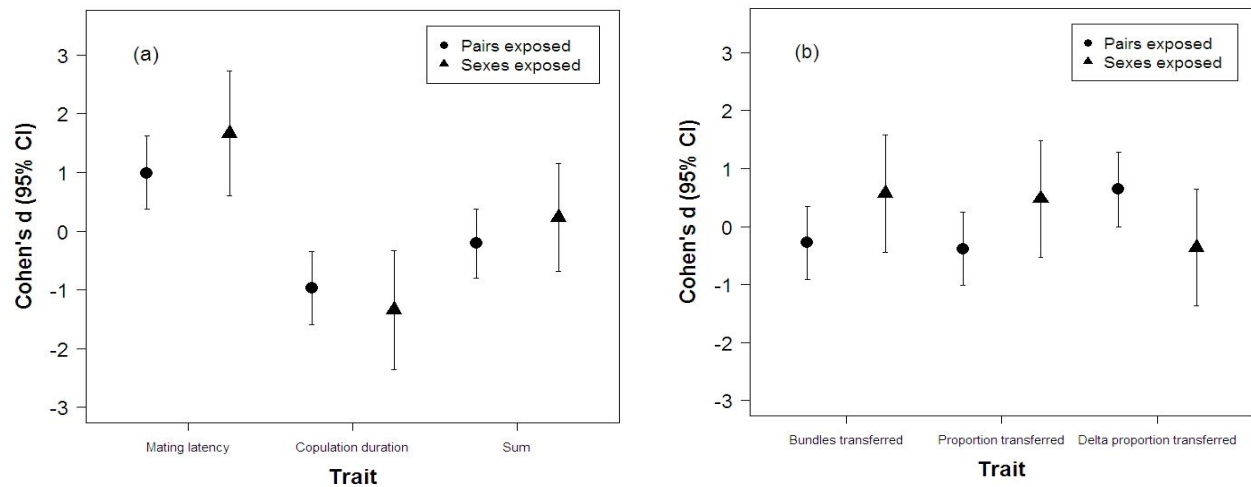 (a)
Pairs exposed
Sexes exposed
Cohen's d (95% CI)
3
2
1
0
-1
-2
-3
Mating latency
Copulation duration
Sum
Trait
(b)
Pairs exposed
Sexes exposed
Cohen's d (95% CI)
3
2
1
0
-1
-2
-3
Bundles transferred
Proportion transferred
Delta proportion transferred
Trait